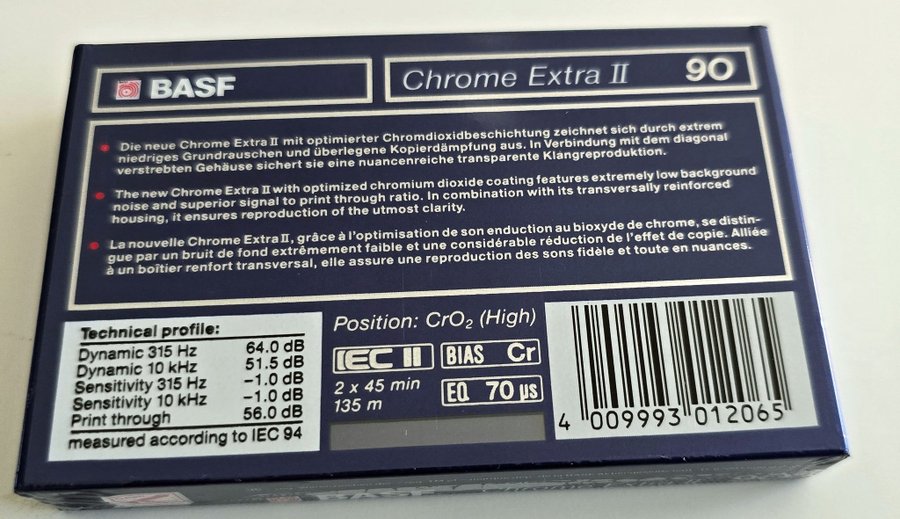 BASF
Chrome Extra II 90
Die neue Chrome Extra II mit optimierter Chromdioxidbeschichtung zeichnet sich durch extrem
niedriges Grundrauschen und überlegene Kopierdämpfung aus. In Verbindung mit dem diagonal
verstrebten Gehäuse sichert sie eine nuancenreiche transparente Klangreproduktion.
The new Chrome Extra II with optimized chromium dioxide coating features extremely low background
noise and superior signal to print through ratio. In combination with its transversally reinforced
housing, it ensures reproduction of the utmost clarity.
La nouvelle Chrome Extra II, grâce à l'optimisation de son enduction au bioxyde de chrome, se distin-
gue par un bruit de fond extrêmement faible et une considérable réduction de l'effet de copie. Alliée
à un boîtier renfort transversal, elle assure une reproduction des sons fidèle et toute en nuances.
Technical profile:
Dynamic 315 Hz 64.0 dB
Dynamic 10 kHz 51.5 dB
Sensitivity 315 Hz -1.0 dB
Sensitivity 10 kHz -1.0 dB
Print through 56.0 dB
measured according to IEC 94
Position: CrO₂ (High)
IEC II BIAS Cr
2 x 45 min
135 m
EQ 70 µs
4 009993 012065